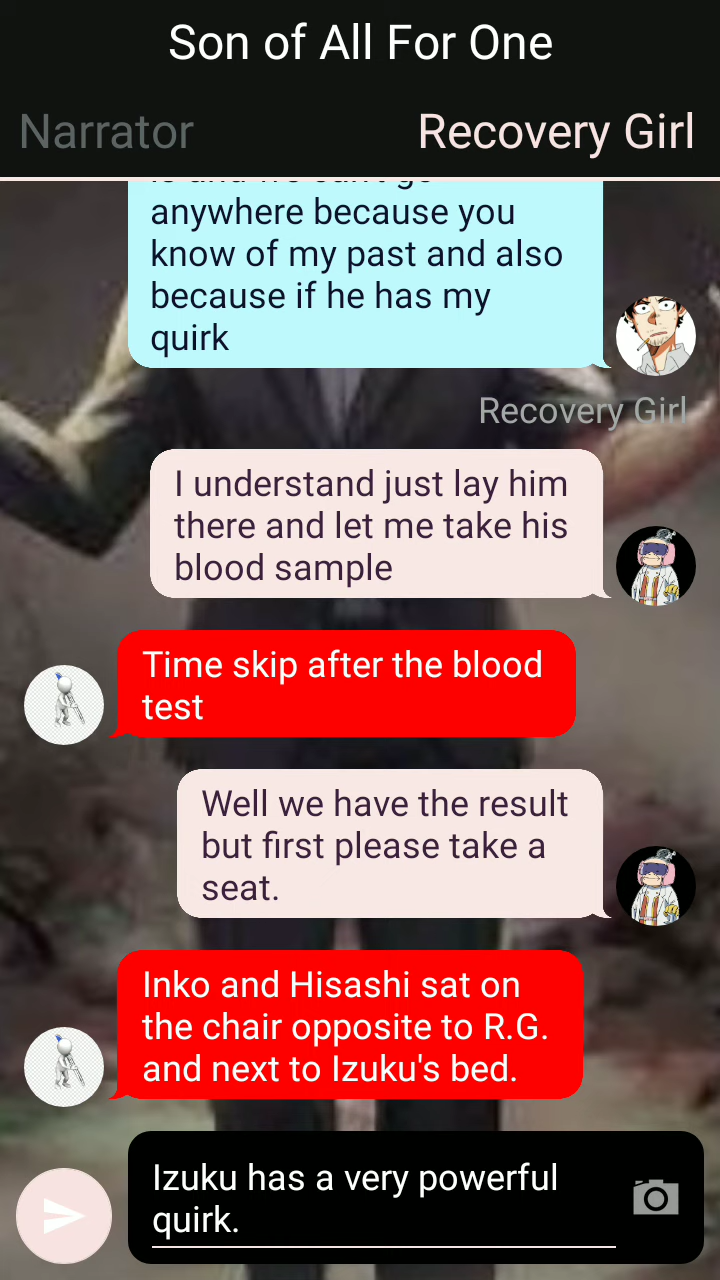 Son of All For One
Narrator
Recovery Girl
anywhere because you
know of my past and also
because if he has my
quirk
Recovery Girl
I understand just lay him
there and let me take his
blood sample
Time skip after the blood
test
Well we have the result
but first please take a
seat.
Inko and Hisashi sat on
the chair opposite to R.G.
and next to Izuku's bed.
Izuku has a very powerful
quirk.